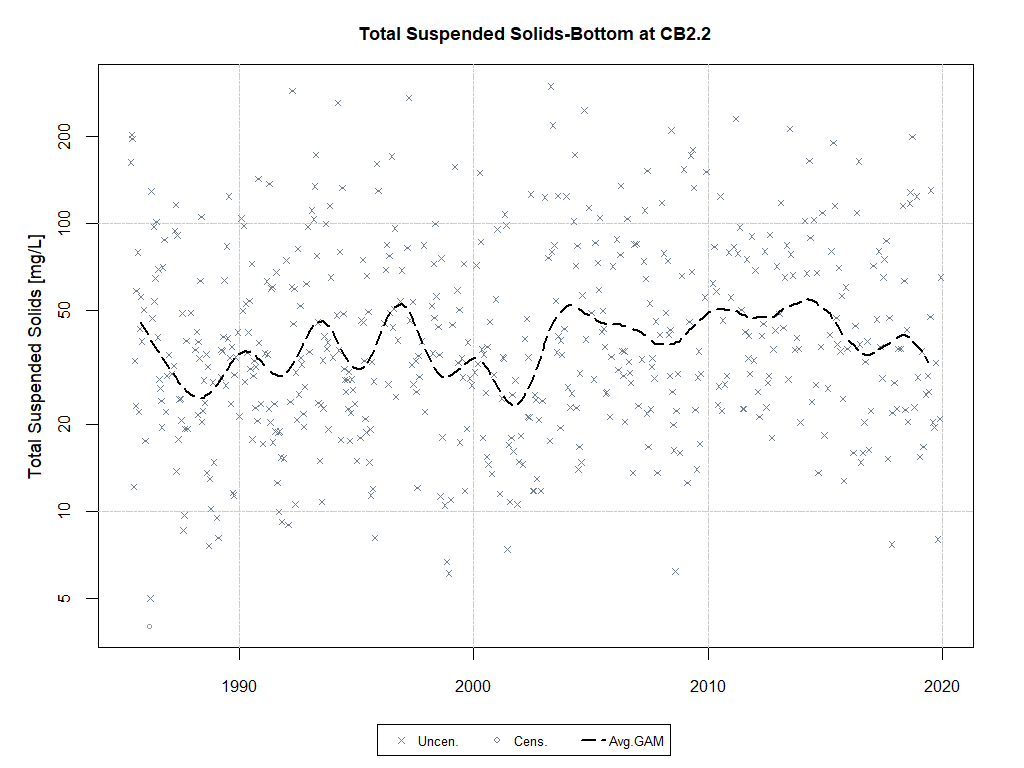 Total Suspended Solids-Bottom at CB2.2
Total Suspended Solids [mg/L]
200
100
50
20
10
5
1990 2000 2010 2020
Uncen. Cens. Avg.GAM